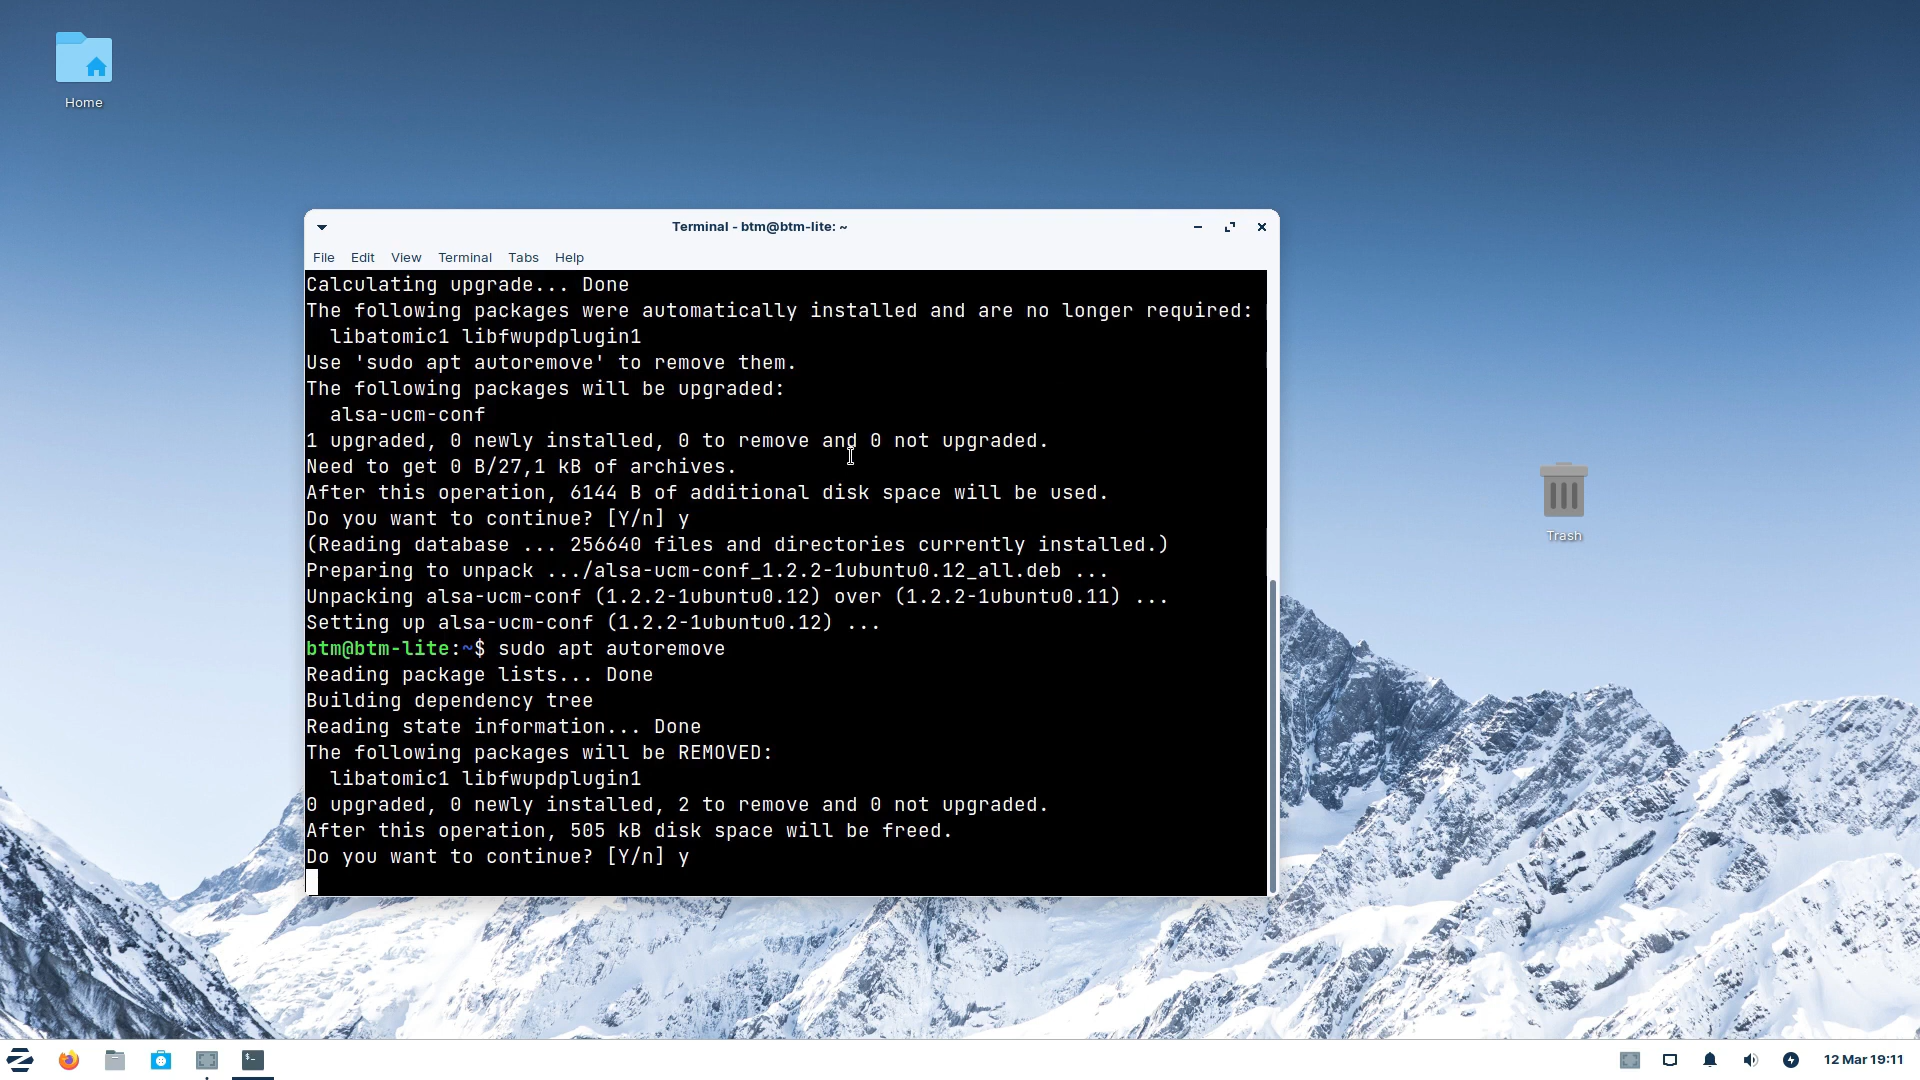 Home
Terminal - btm@btm-lite: ~
File Edit View Terminal Tabs Help
Calculating upgrade... Done
The following packages were automatically installed and are no longer required:
  libatomic1 libfwupdplugin1
Use 'sudo apt autoremove' to remove them.
The following packages will be upgraded:
  alsa-ucm-conf
1 upgraded, 0 newly installed, 0 to remove and 0 not upgraded.
Need to get 0 B/27,1 kB of archives.
After this operation, 6144 B of additional disk space will be used.
Do you want to continue? [Y/n] y
(Reading database ... 256640 files and directories currently installed.)
Preparing to unpack .../alsa-ucm-conf_1.2.2-1ubuntu0.12_all.deb ...
Unpacking alsa-ucm-conf (1.2.2-1ubuntu0.12) over (1.2.2-1ubuntu0.11) ...
Setting up alsa-ucm-conf (1.2.2-1ubuntu0.12) ...
btm@btm-lite:~$ sudo apt autoremove
Reading package lists... Done
Building dependency tree
Reading state information... Done
The following packages will be REMOVED:
  libatomic1 libfwupdplugin1
0 upgraded, 0 newly installed, 2 to remove and 0 not upgraded.
After this operation, 505 kB disk space will be freed.
Do you want to continue? [Y/n] y
Trash
12 Mar 19:11